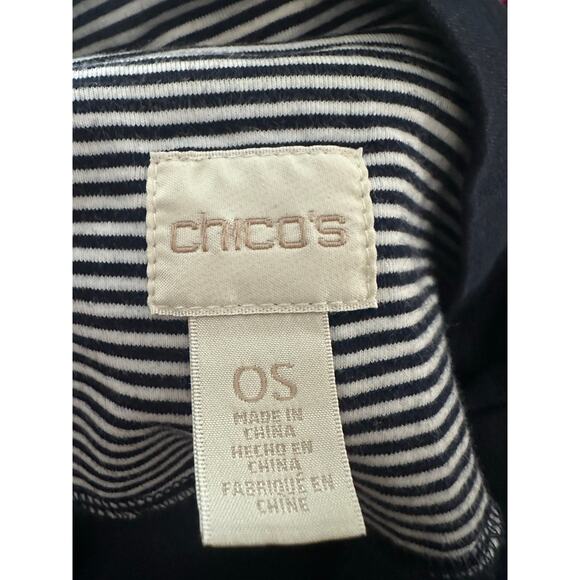 chico's
OS
MADE IN
CHINA
HECHO EN
CHINA
FABRIQUÉ EN
CHINE